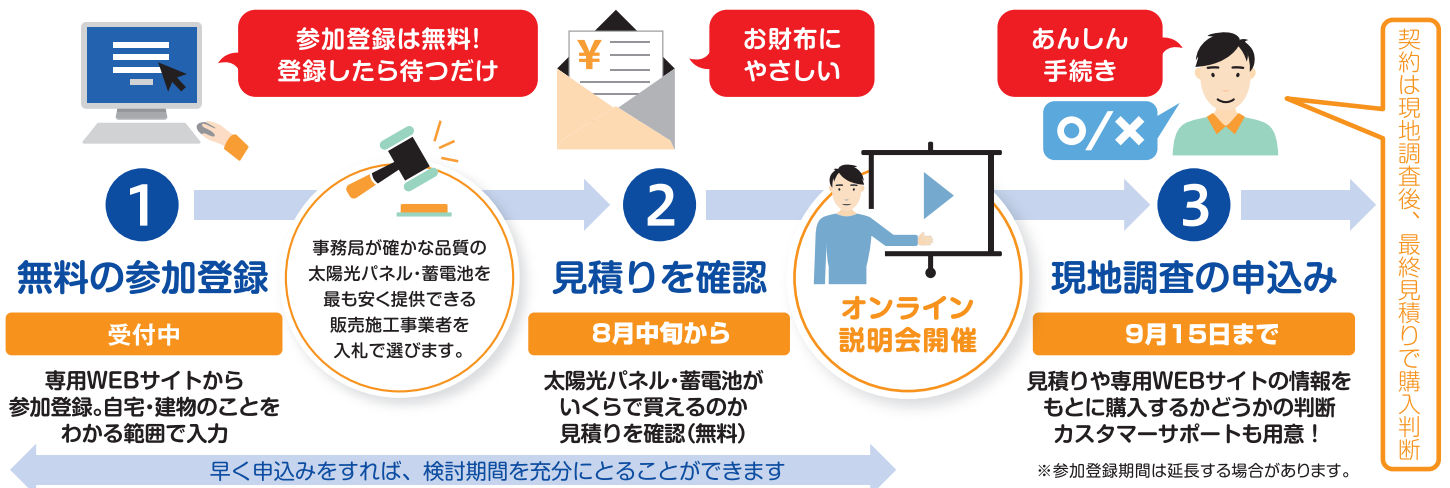 参加登録は無料!
登録したら待つだけ
1
無料の参加登録
受付中
専用WEBサイトから
参加登録。自宅・建物のことを
わかる範囲で入力
事務局が確かな品質の
太陽光パネル・蓄電池を
最も安く提供できる
販売施工事業者を
入札で選びます。
¥
お財布に
やさしい
2
見積りを確認
8月中旬から
太陽光パネル・蓄電池が
いくらで買えるのか
見積りを確認(無料)
オンライン
説明会開催
あんしん
手続き
○/×
3
現地調査の申込み
9月15日まで
見積りや専用WEBサイトの情報を
もとに購入するかどうかの判断
カスタマーサポートも用意!
※参加登録期間は延長する場合があります。
契約は現地調査後、最終見積りで購入判断
早く申込みをすれば、検討期間を充分にとることができます